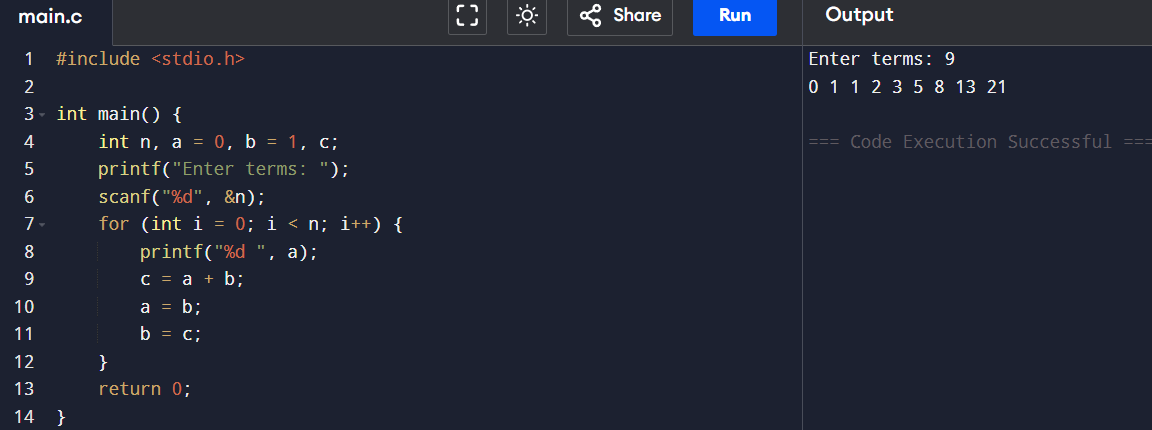 main.c Share Run Output
1 #include <stdio.h>
2
3 int main() {
4     int n, a = 0, b = 1, c;
5     printf("Enter terms: ");
6     scanf("%d", &n);
7     for (int i = 0; i < n; i++) {
8         printf("%d ", a);
9         c = a + b;
10         a = b;
11         b = c;
12     }
13     return 0;
14 }
Enter terms: 9
0 1 1 2 3 5 8 13 21
=== Code Execution Successful ===